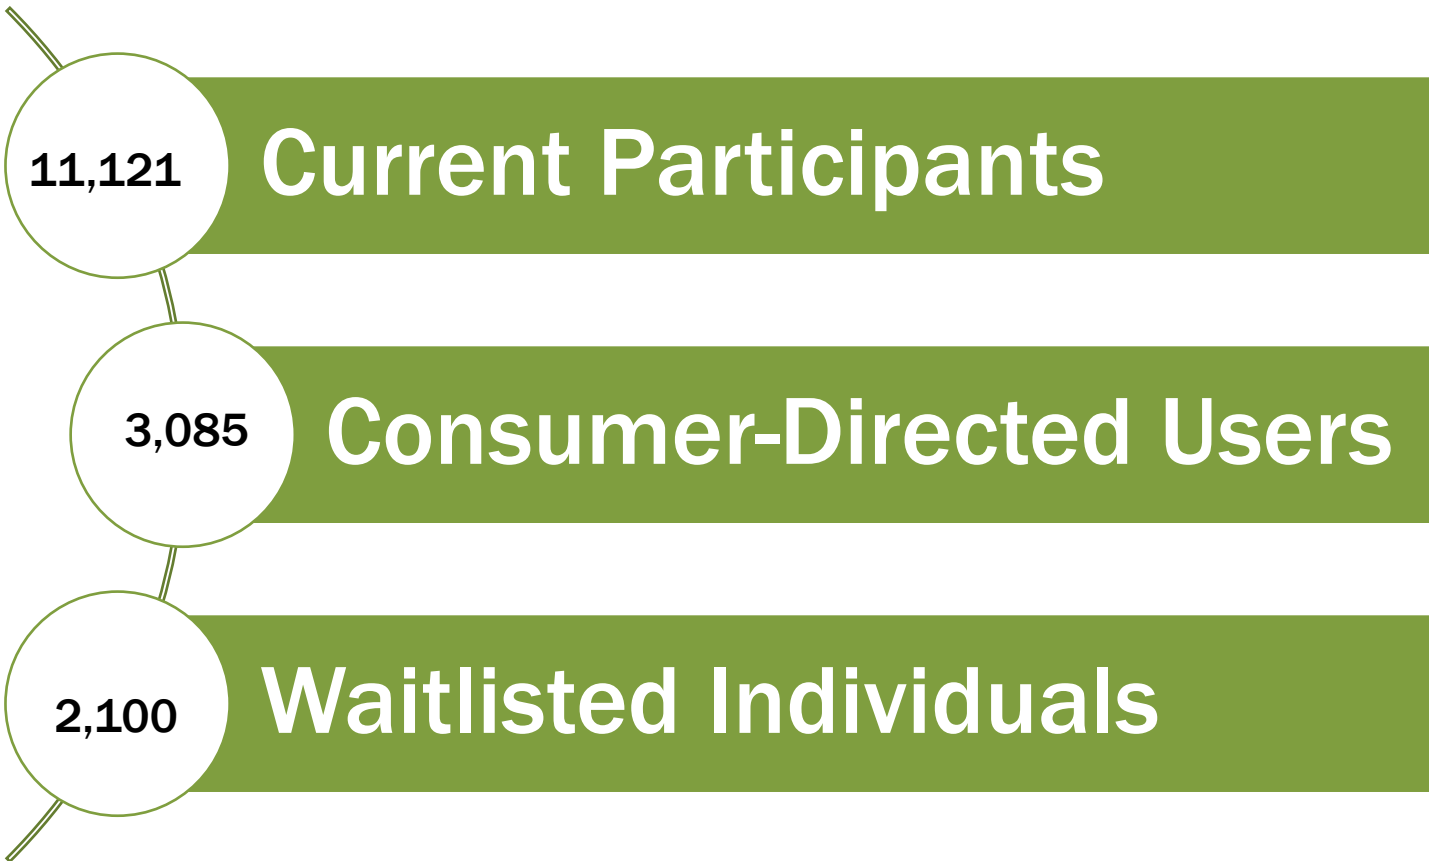 11,121
Current Participants
3,085
Consumer-Directed Users
2,100
Waitlisted Individuals